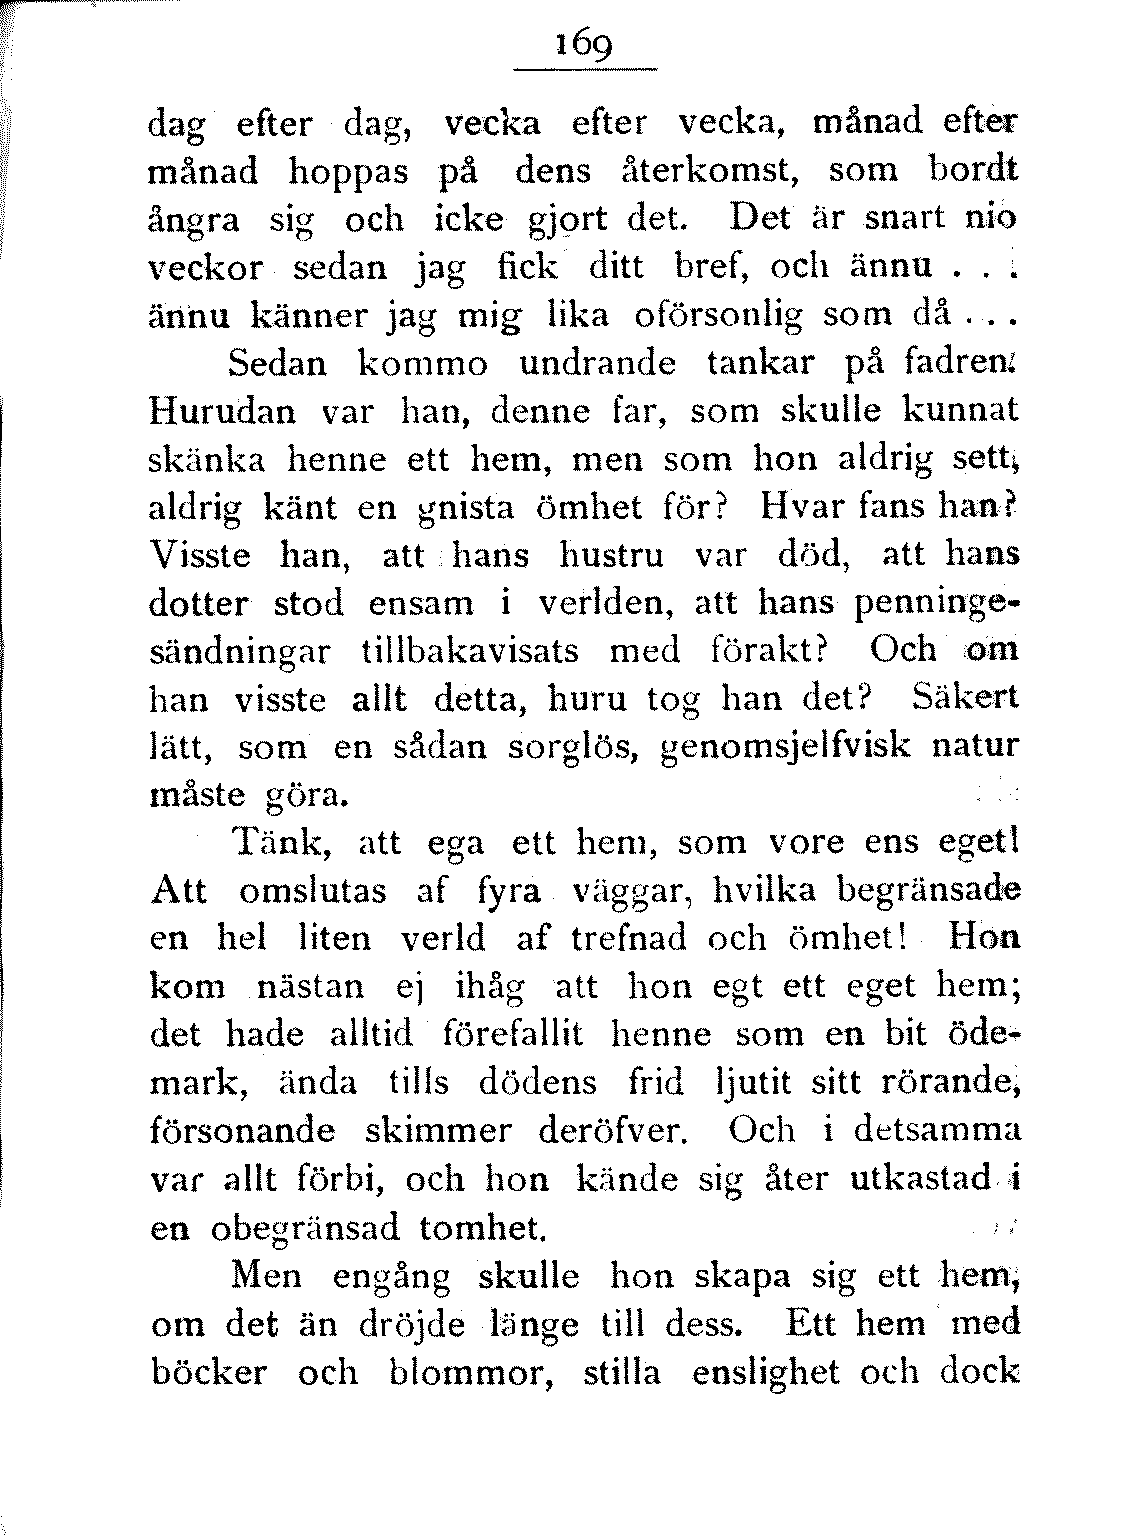 169
dag efter dag, vecka efter vecka, månad efter
månad hoppas på dens återkomst, som bordt
ångra sig och icke gjort det. Det är snart nio
veckor sedan jag fick ditt bref, och ännu . . .
ännu känner jag mig lika oförsonlig som då . . .
Sedan kommo undrande tankar på fadren:
Hurudan var han, denne far, som skulle kunnat
skänka henne ett hem, men som hon aldrig sett,
aldrig känt en gnista ömhet för? Hvar fans han?
Visste han, att hans hustru var död, att hans
dotter stod ensam i verlden, att hans penninge-
sändningar tillbakavisats med förakt? Och om
han visste allt detta, huru tog han det? Säkert
lätt, som en sådan sorglös, genomsjelfvisk natur
måste göra.
Tänk, att ega ett hem, som vore ens eget!
Att omslutas af fyra väggar, hvilka begränsade
en hel liten verld af trefnad och ömhet! Hon
kom nästan ej ihåg att hon egt ett eget hem;
det hade alltid förefallit henne som en bit öde-
mark, ända tills dödens frid ljutit sitt rörande,
försonande skimmer deröfver. Och i detsamma
var allt förbi, och hon kände sig åter utkastad i
en obegränsad tomhet.
Men engång skulle hon skapa sig ett hem,
om det än dröjde länge till dess. Ett hem med
böcker och blommor, stilla enslighet och dock